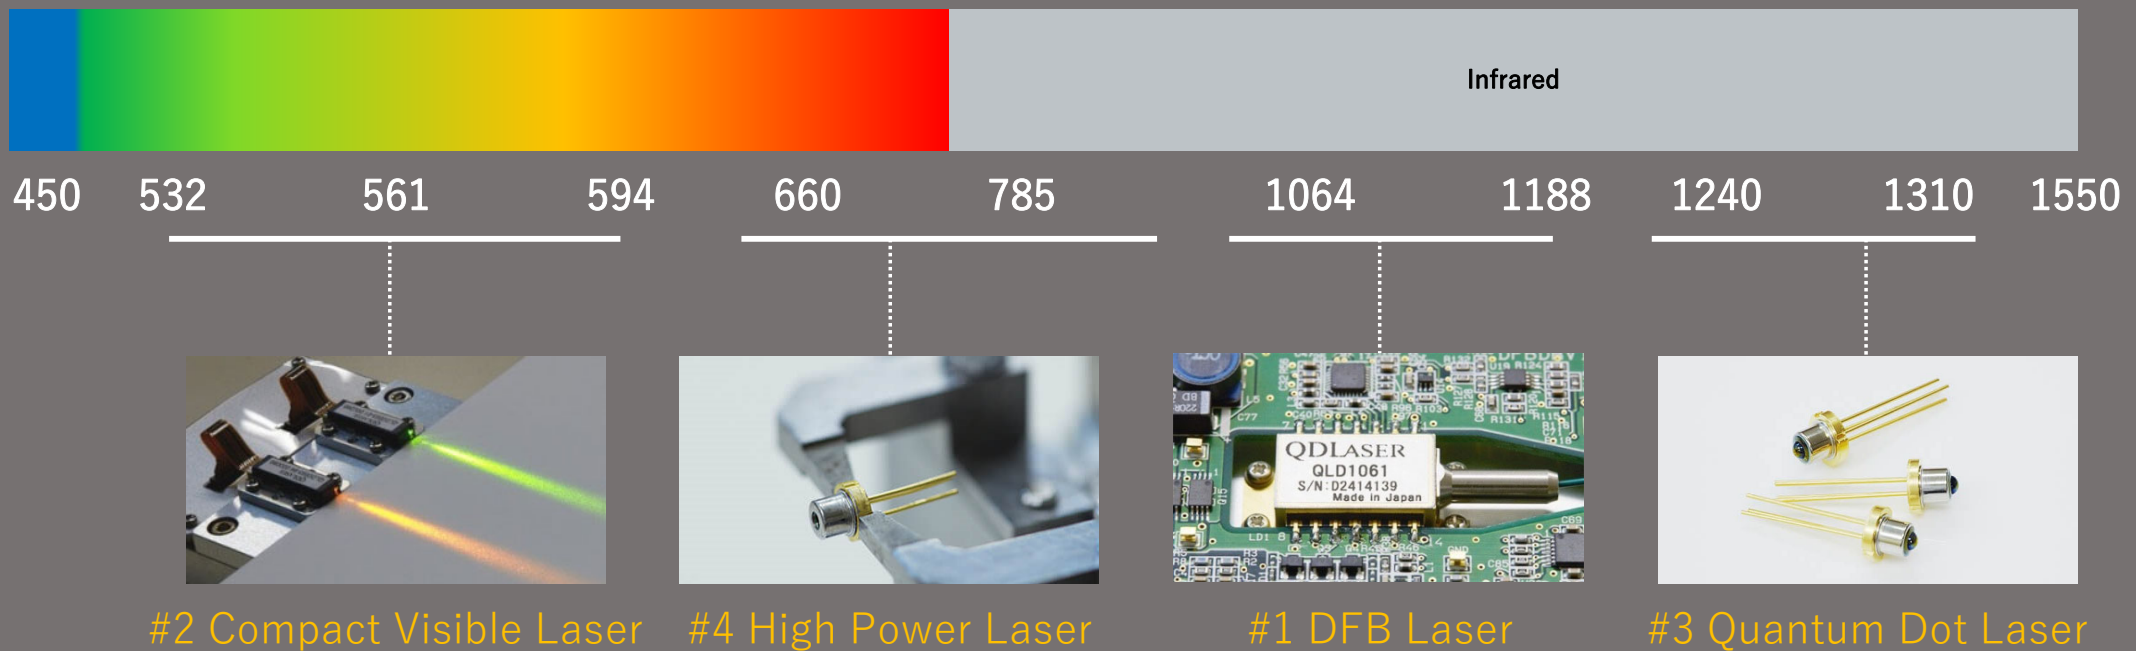 Infrared
450 532 561 594 660 785 1064 1188 1240 1310 1550
QDLASER
QLD1061
S/N:D2414139
Made in Japan
#2 Compact Visible Laser
#4 High Power Laser
#1 DFB Laser
#3 Quantum Dot Laser